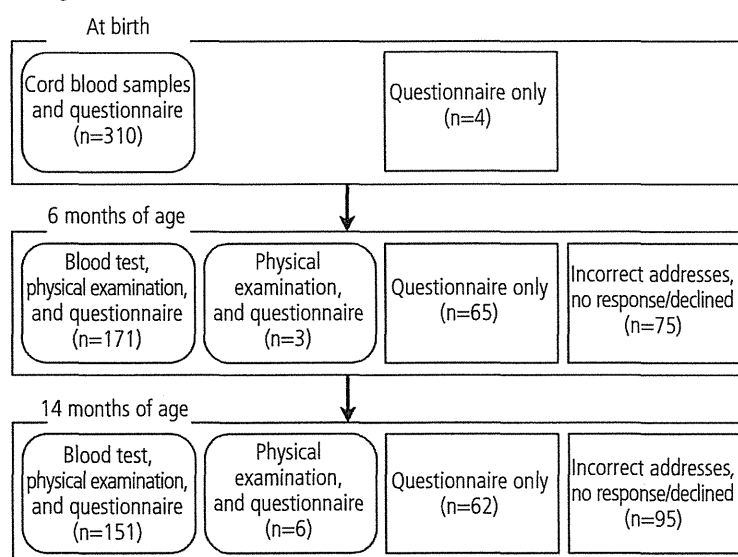 At birth
Cord blood samples
and questionnaire
(n=310)
Questionnaire only
(n=4)
6 months of age
Blood test,
physical examination,
and questionnaire
(n=171)
Physical
examination,
and questionnaire
(n=3)
Questionnaire only
(n=65)
Incorrect addresses,
no response/declined
(n=75)
14 months of age
Blood test,
physical examination,
and questionnaire
(n=151)
Physical
examination,
and questionnaire
(n=6)
Questionnaire only
(n=62)
Incorrect addresses,
no response/declined
(n=95)